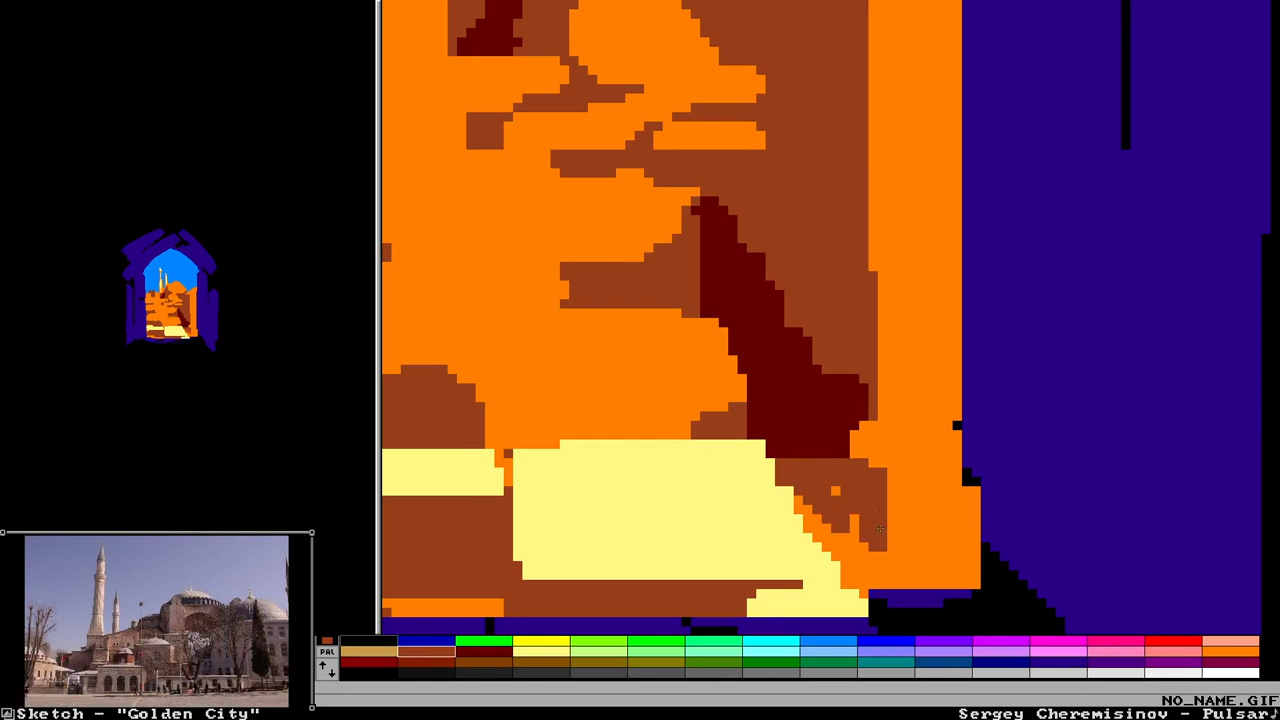 PAL
NO_NAME.GIF
Sketch - "Golden City"
Sergey Cheremisinov - Pulsar♪